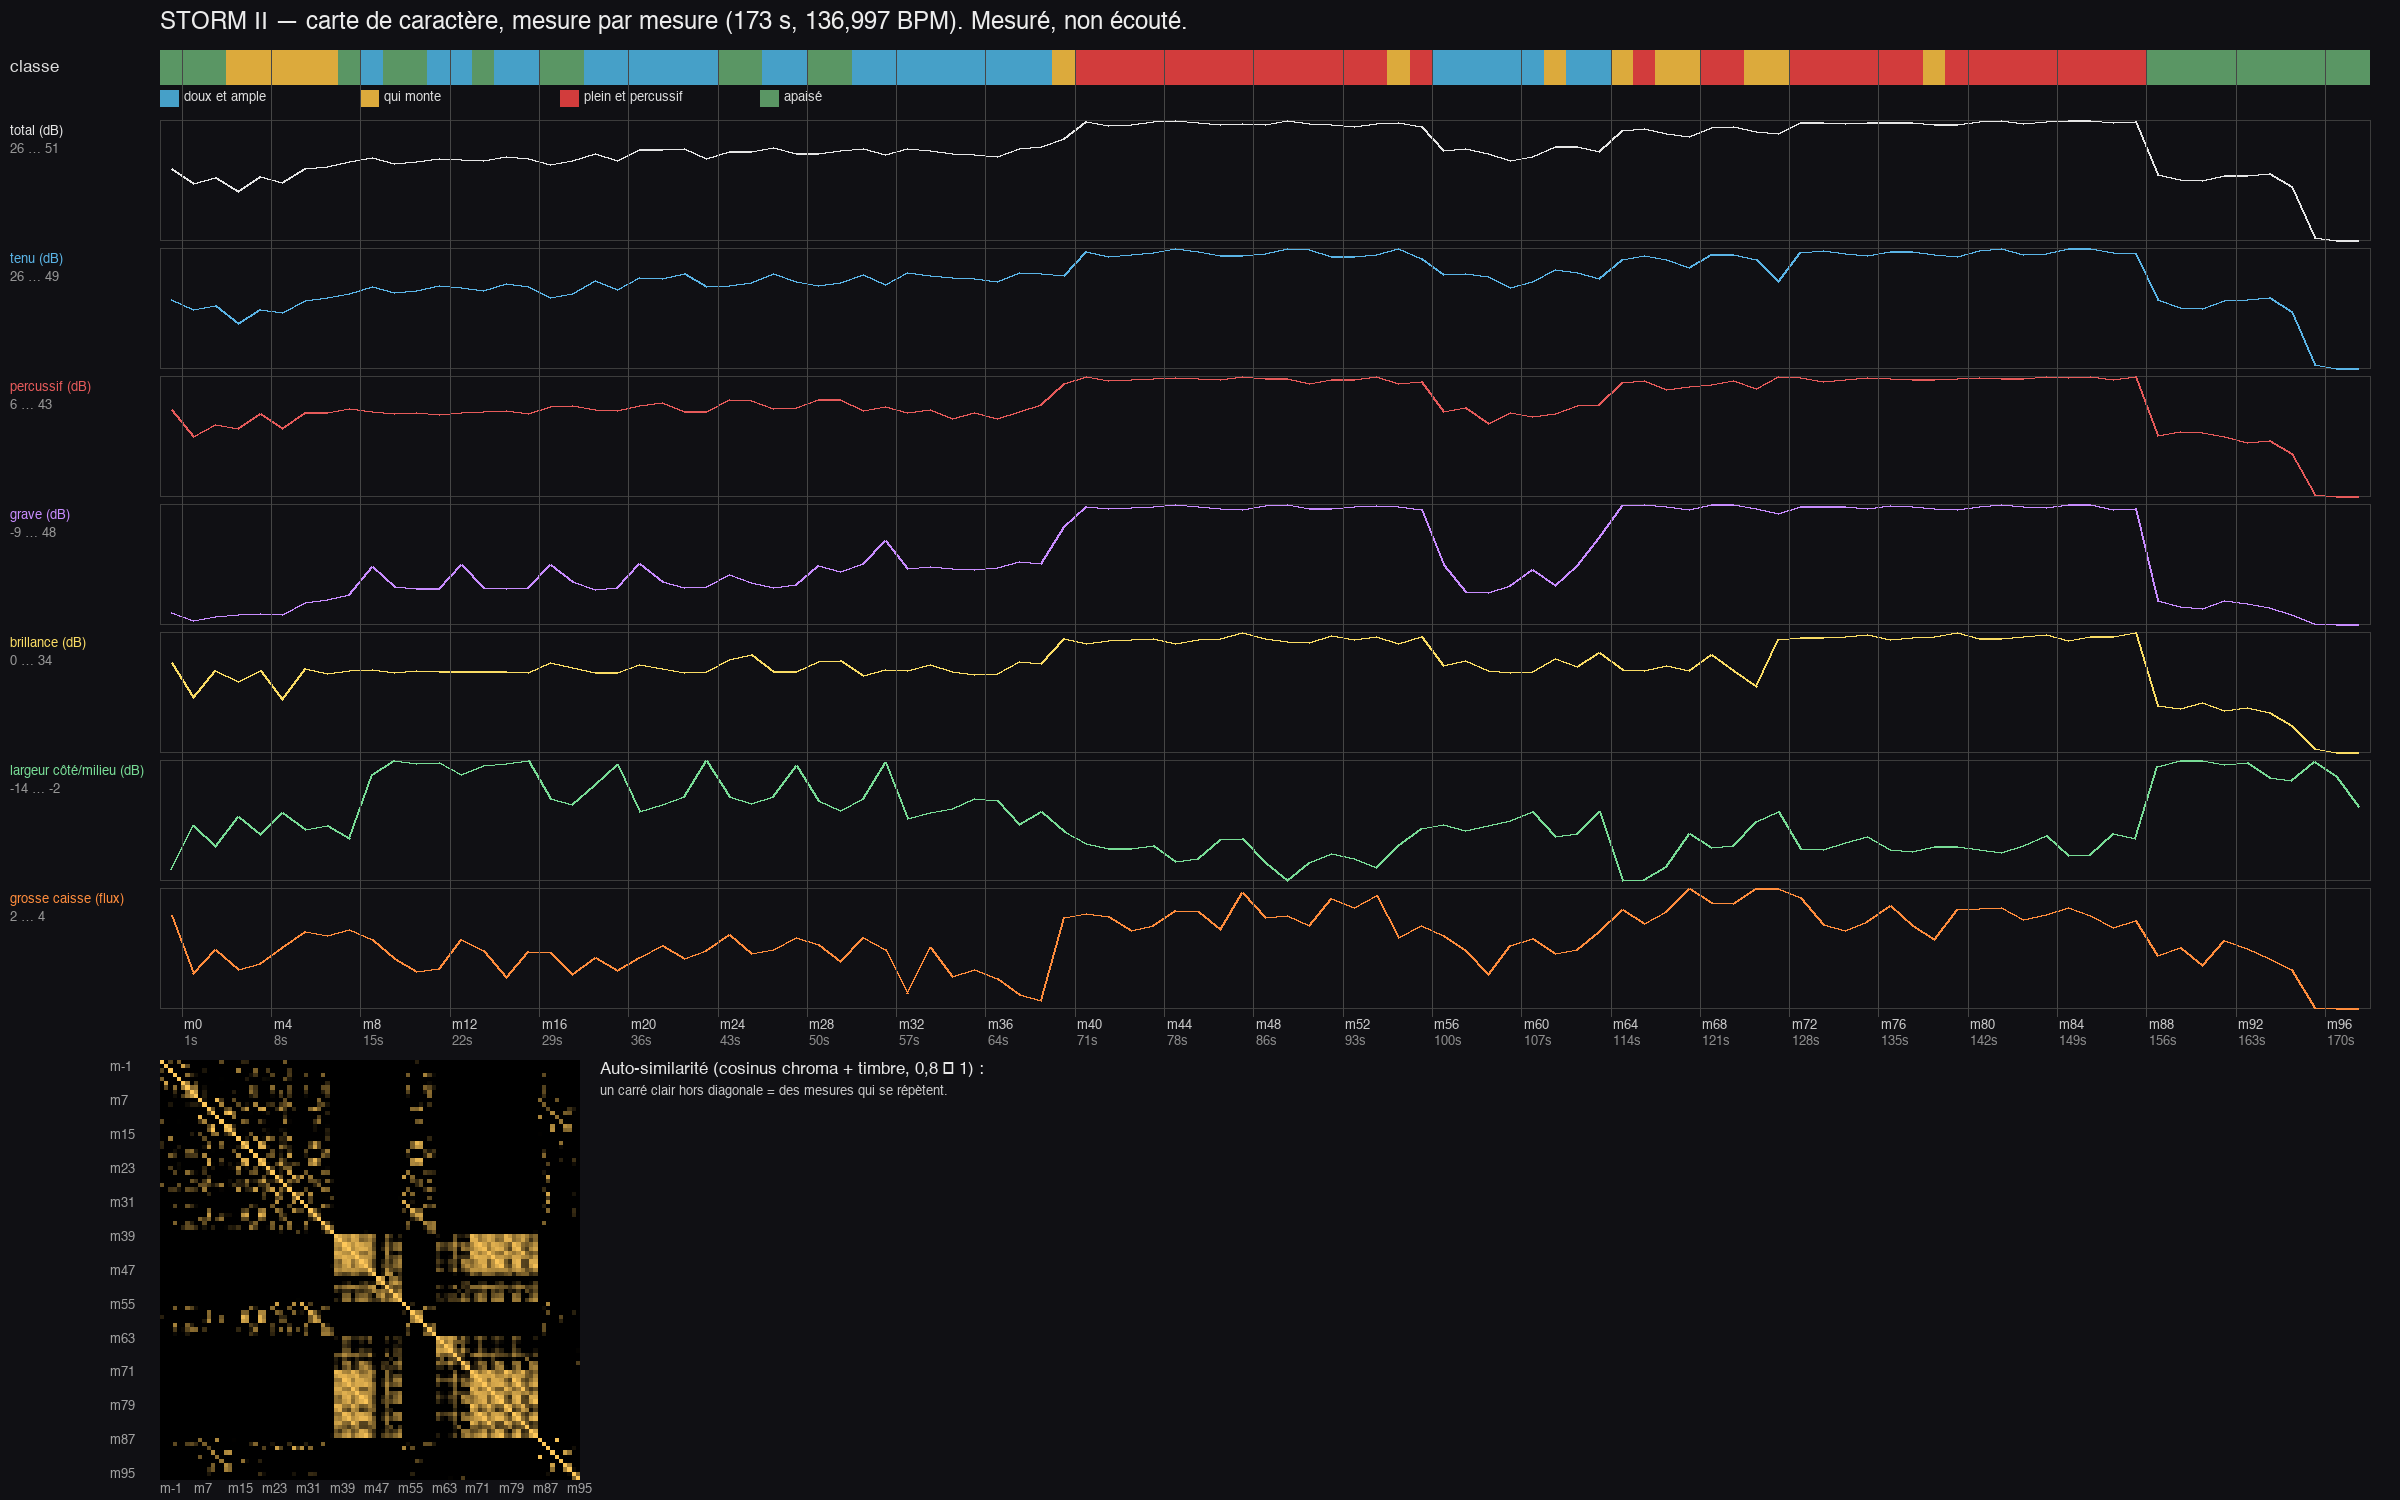 STORM II — carte de caractère, mesure par mesure (173 s, 136,997 BPM). Mesuré, non écouté.
classe
doux et ample qui monte plein et percussif apaisé
total (dB)
26 ... 51
tenu (dB)
26 ... 49
percussif (dB)
6 ... 43
grave (dB)
-9 ... 48
brillance (dB)
0 ... 34
largeur côté/milieu (dB)
-14 ... -2
grosse caisse (flux)
2 ... 4
m0 m4 m8 m12 m16 m20 m24 m28 m32 m36 m40 m44 m48 m52 m56 m60 m64 m68 m72 m76 m80 m84 m88 m92 m96
1s 8s 15s 22s 29s 36s 43s 50s 57s 64s 71s 78s 86s 93s 100s 107s 114s 121s 128s 135s 142s 149s 156s 163s 170s
Auto-similarité (cosinus chroma + timbre, 0,8 □ 1) :
un carré clair hors diagonale = des mesures qui se répètent.
m-1
m7
m15
m23
m31
m39
m47
m55
m63
m71
m79
m87
m95
m-1 m7 m15 m23 m31 m39 m47 m55 m63 m71 m79 m87 m95